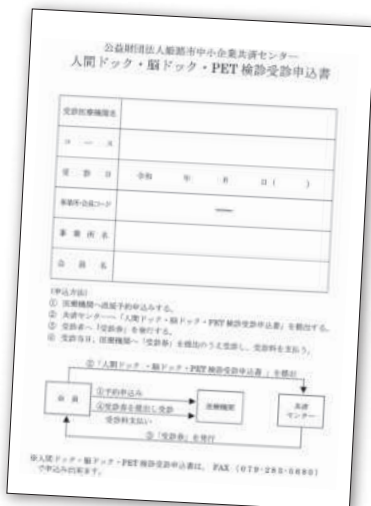 公益財団法人姫路市中小企業共済センター
人間ドック・脳ドック・PET検診受診申込書
受診医療機関名
コース
受診日 令和 年 月 日( )
事業所・会員コード ―
事業所名
会員名
(申込方法)
① 医療機関へ直接予約申込みする。
② 共済センターへ「人間ドック・脳ドック・PET検診受診申込書」を提出する。
③ 受診者へ「受診券」を発行する。
④ 受診当日、医療機関へ「受診券」を提出のうえ受診し、受診料を支払う。
②「人間ドック・脳ドック・PET検診受診申込書」を提出
会員
①予約申込み
④受診券を提出し受診
受診料支払い
医療機関
共済
センター
③「受診券」を発行
※人間ドック・脳ドック・PET検診受診申込書は、FAX(079-285-5680)
で申込み出来ます。